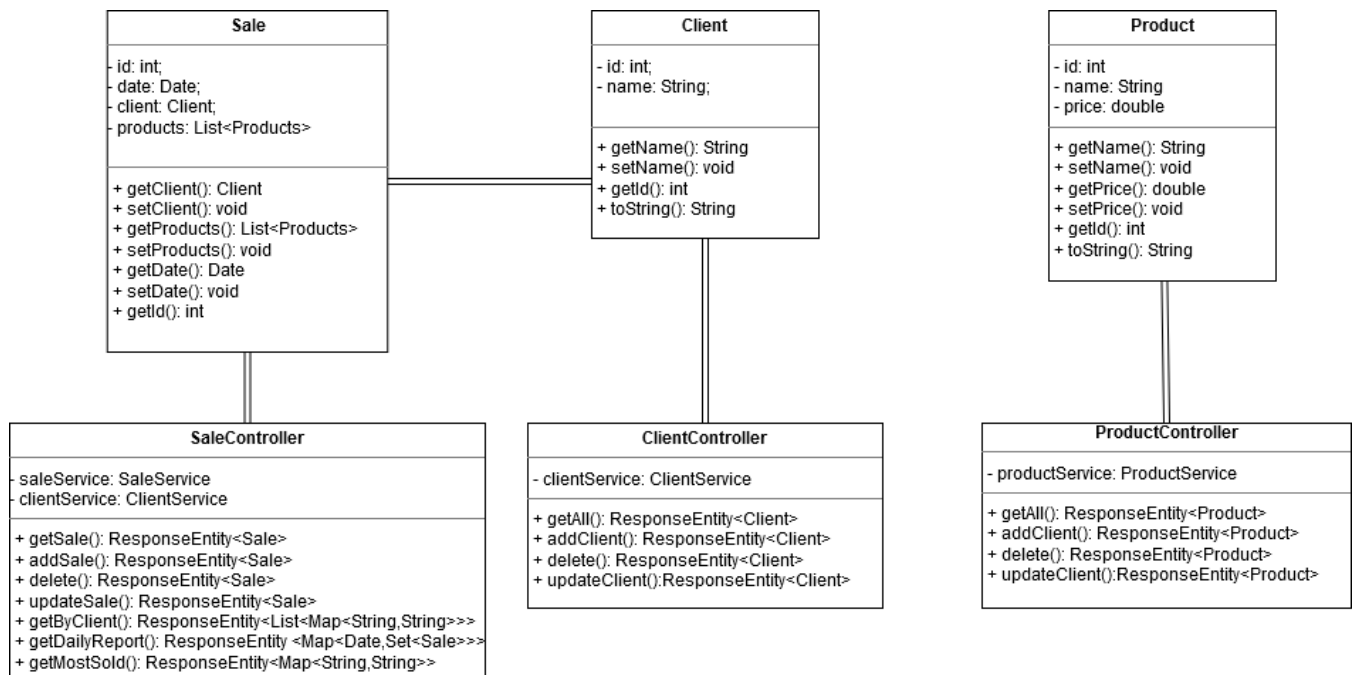 Sale
- id: int;
- date: Date;
- client: Client;
- products: List<Products>
+ getClient(): Client
+ setClient(): void
+ getProducts(): List<Products>
+ setProducts(): void
+ getDate(): Date
+ setDate(): void
+ getId(): int
Client
- id: int;
- name: String;
+ getName(): String
+ setName(): void
+ getId(): int
+ toString(): String
Product
- id: int
- name: String
- price: double
+ getName(): String
+ setName(): void
+ getPrice(): double
+ setPrice(): void
+ getId(): int
+ toString(): String
SaleController
- saleService: SaleService
- clientService: ClientService
+ getSale(): ResponseEntity<Sale>
+ addSale(): ResponseEntity<Sale>
+ delete(): ResponseEntity<Sale>
+ updateSale(): ResponseEntity<Sale>
+ getByClient(): ResponseEntity<List<Map<String,String>>>
+ getDailyReport(): ResponseEntity <Map<Date,Set<Sale>>>
+ getMostSold(): ResponseEntity<Map<String,String>>
ClientController
- clientService: ClientService
+ getAll(): ResponseEntity<Client>
+ addClient(): ResponseEntity<Client>
+ delete(): ResponseEntity<Client>
+ updateClient():ResponseEntity<Client>
ProductController
- productService: ProductService
+ getAll(): ResponseEntity<Product>
+ addClient(): ResponseEntity<Product>
+ delete(): ResponseEntity<Product>
+ updateClient():ResponseEntity<Product>